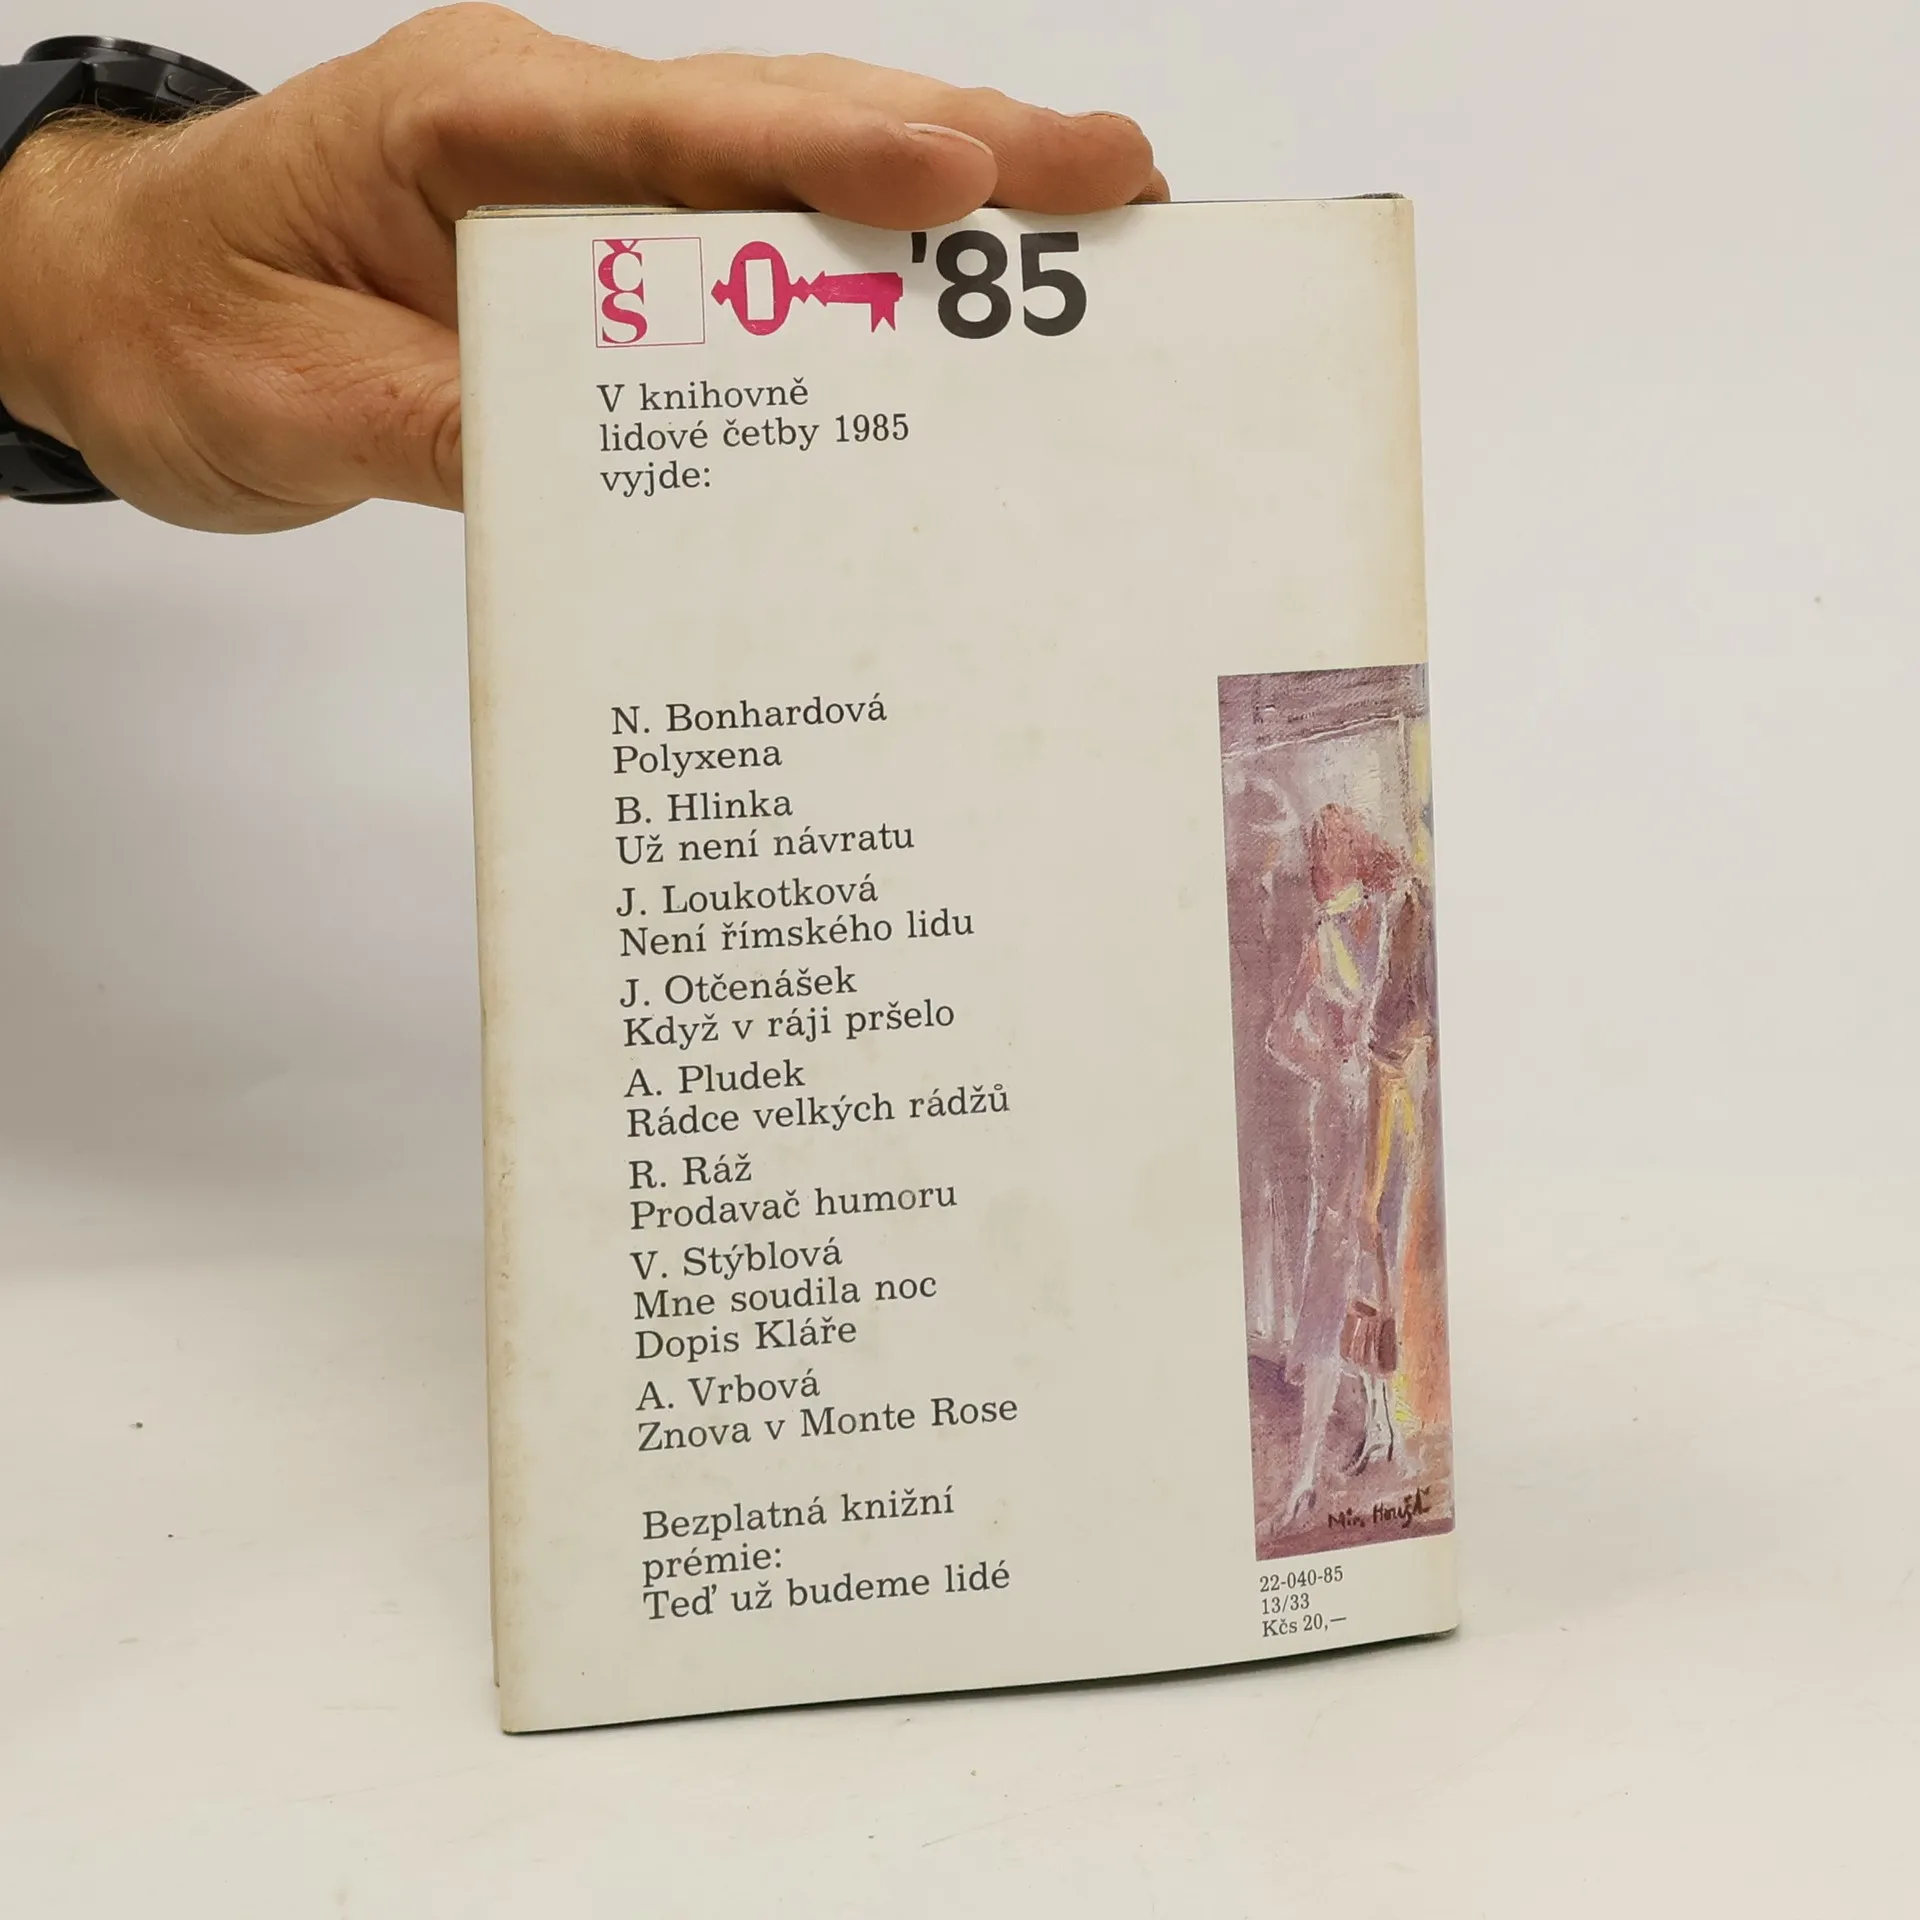 ČS '85
V knihovně
lidové četby 1985
vyjde:
N. Bonhardová
Polyxena
B. Hlinka
Už není návratu
J. Loukotková
Není římského lidu
J. Otčenášek
Když v ráji pršelo
A. Pludek
Rádce velkých rádžů
R. Ráž
Prodavač humoru
V. Stýblová
Mne soudila noc
Dopis Kláře
A. Vrbová
Znova v Monte Rose
Bezplatná knižní
prémie:
Teď už budeme lidé
22-040-85
13/33
Kčs 20,—